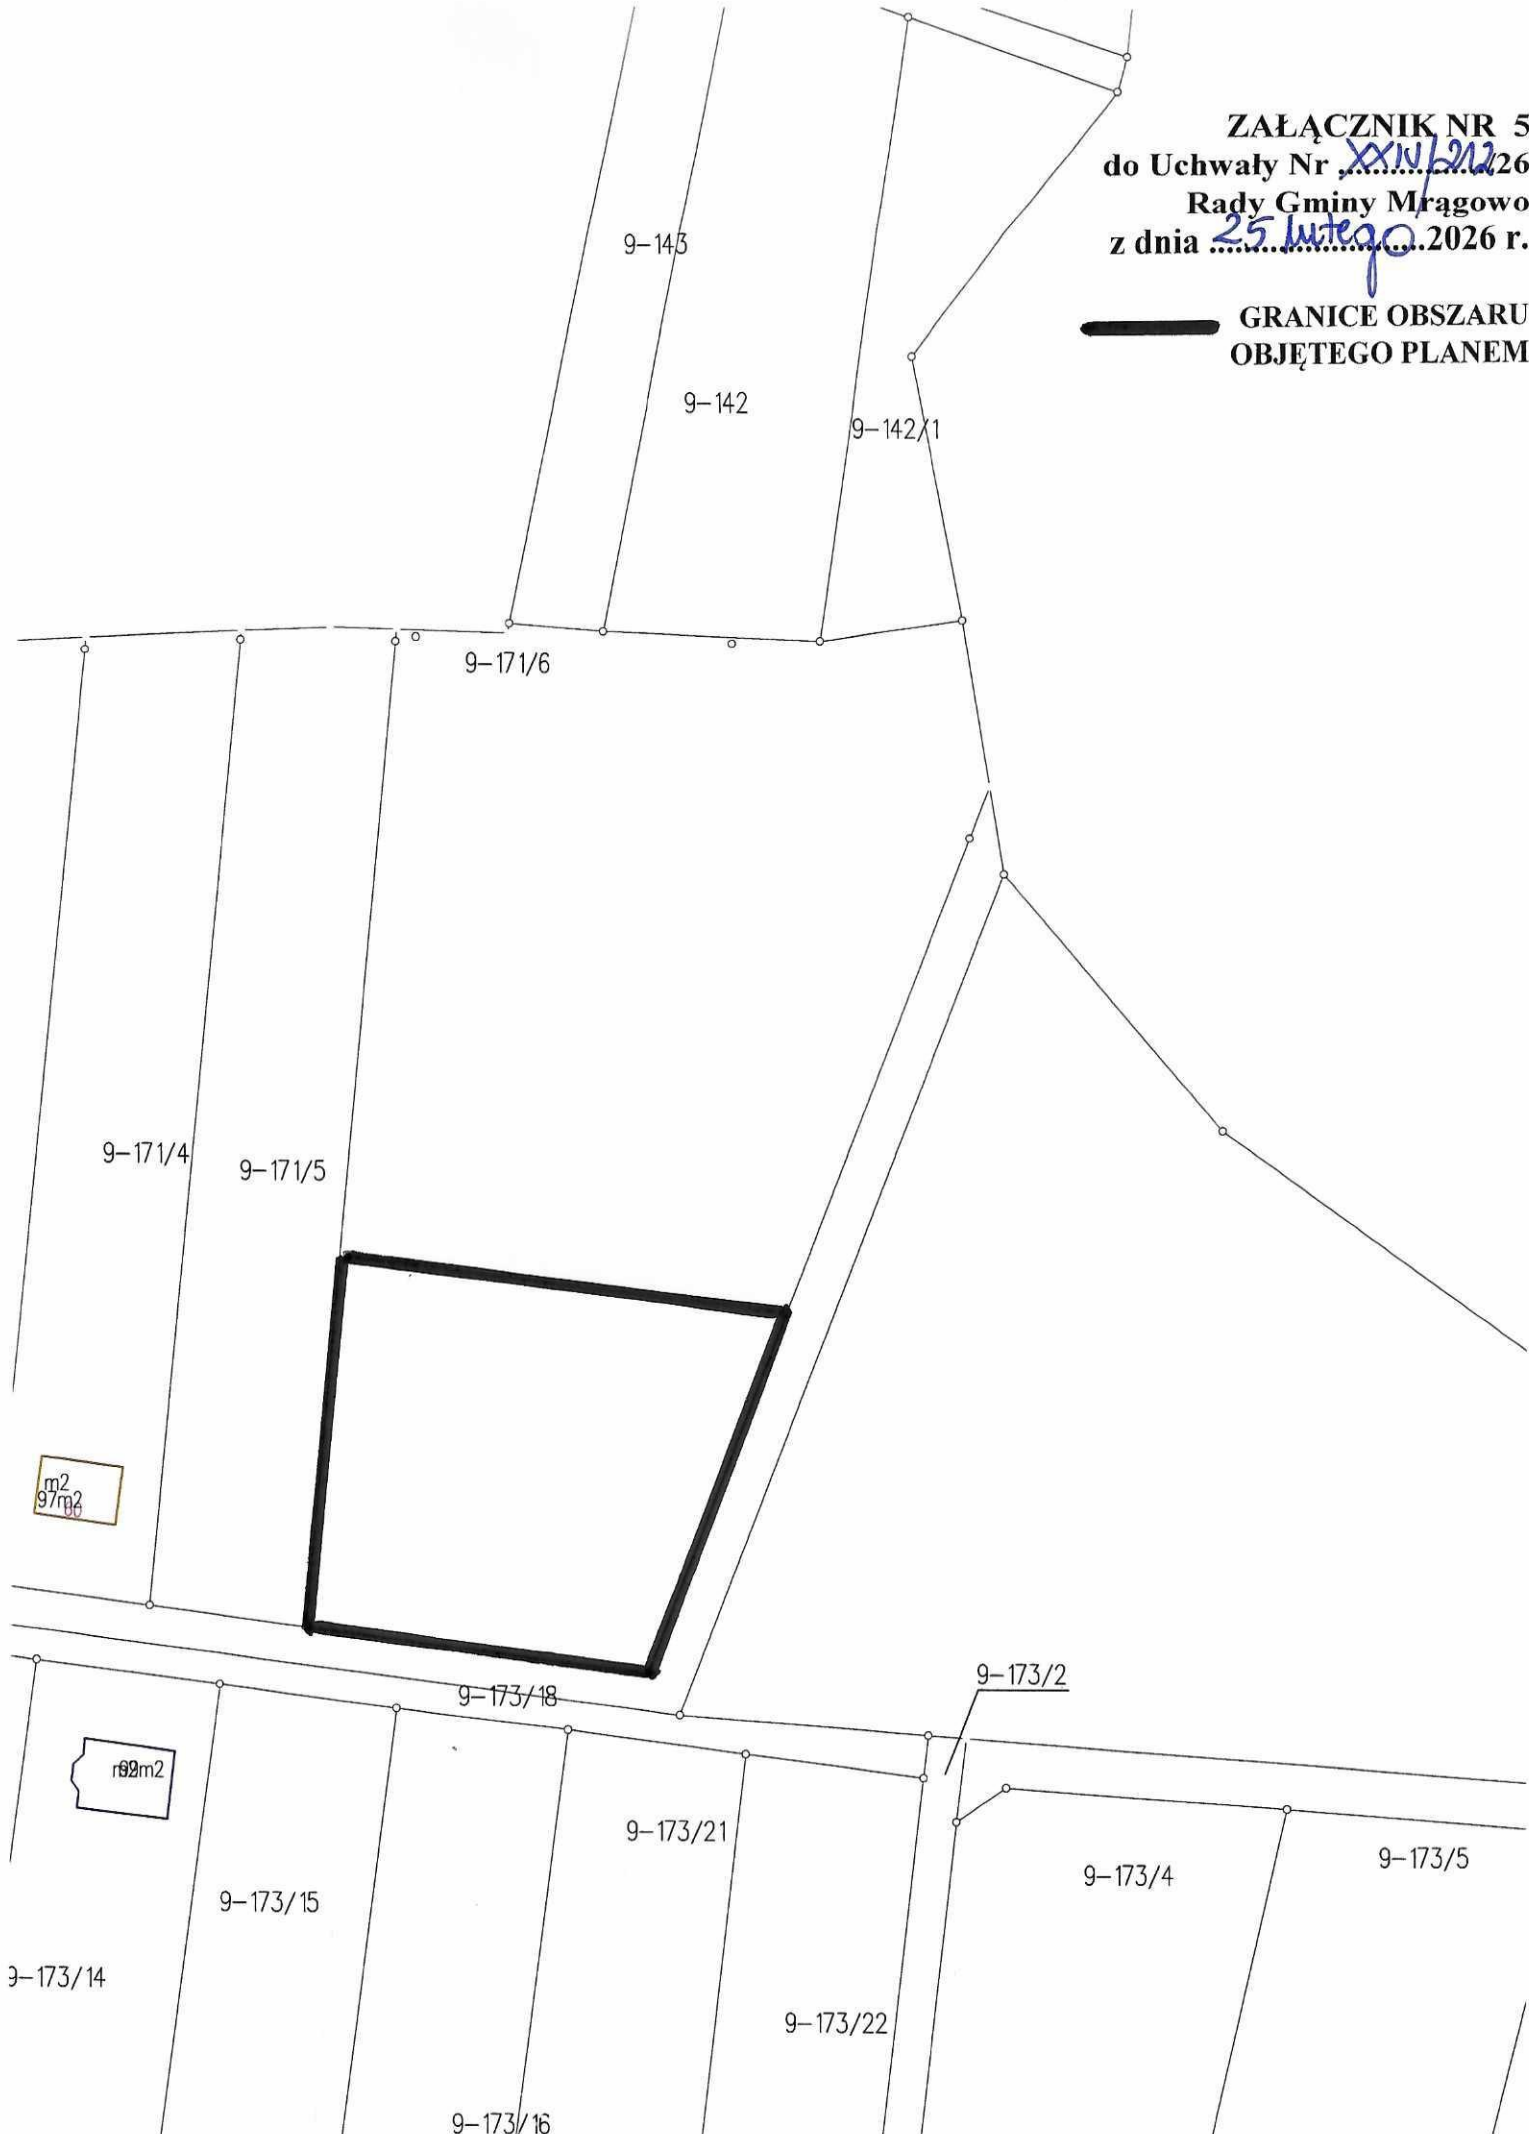 ZAŁĄCZNIK NR 5
do Uchwały Nr XXIV/212/26
Rady Gminy Mrągowo
z dnia 25 lutego 2026 r.
GRANICE OBSZARU
OBJĘTEGO PLANEM
9-143
9-142
9-142/1
9-171/6
9-171/4
9-171/5
m2
97m2
9-173/2
9-173/18
9-173/21
9-173/4
9-173/5
9-173/15
9-173/14
9-173/22
9-173/16